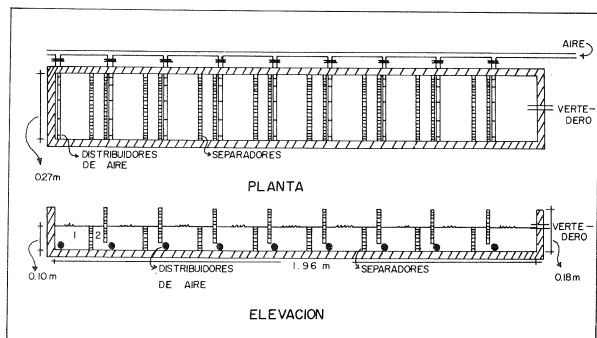 AIRE
VERTE-
DERO
DISTRIBUIDORES
DE AIRE
SEPARADORES
0.27m
PLANTA
1 2
VERTE-
DERO
0.10 m
DISTRIBUIDORES
DE AIRE
1.96 m
SEPARADORES
0.18m
ELEVACION